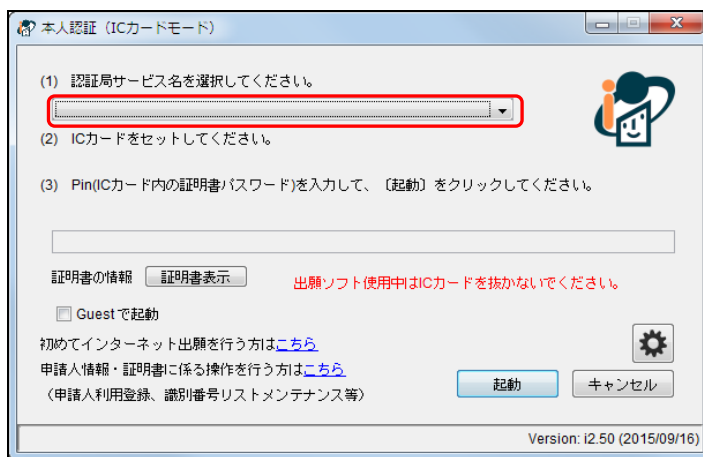 本人認証（ICカードモード）
(1) 認証局サービス名を選択してください。
(2) ICカードをセットしてください。
(3) Pin(ICカード内の証明書パスワード)を入力して、〔起動〕をクリックしてください。
証明書の情報 証明書表示 出願ソフト使用中はICカードを抜かないでください。
Guestで起動
初めてインターネット出願を行う方はこちら
申請人情報・証明書に係る操作を行う方はこちら
（申請人利用登録、識別番号リストメンテナンス等）
起動 キャンセル
Version: i2.50 (2015/09/16)